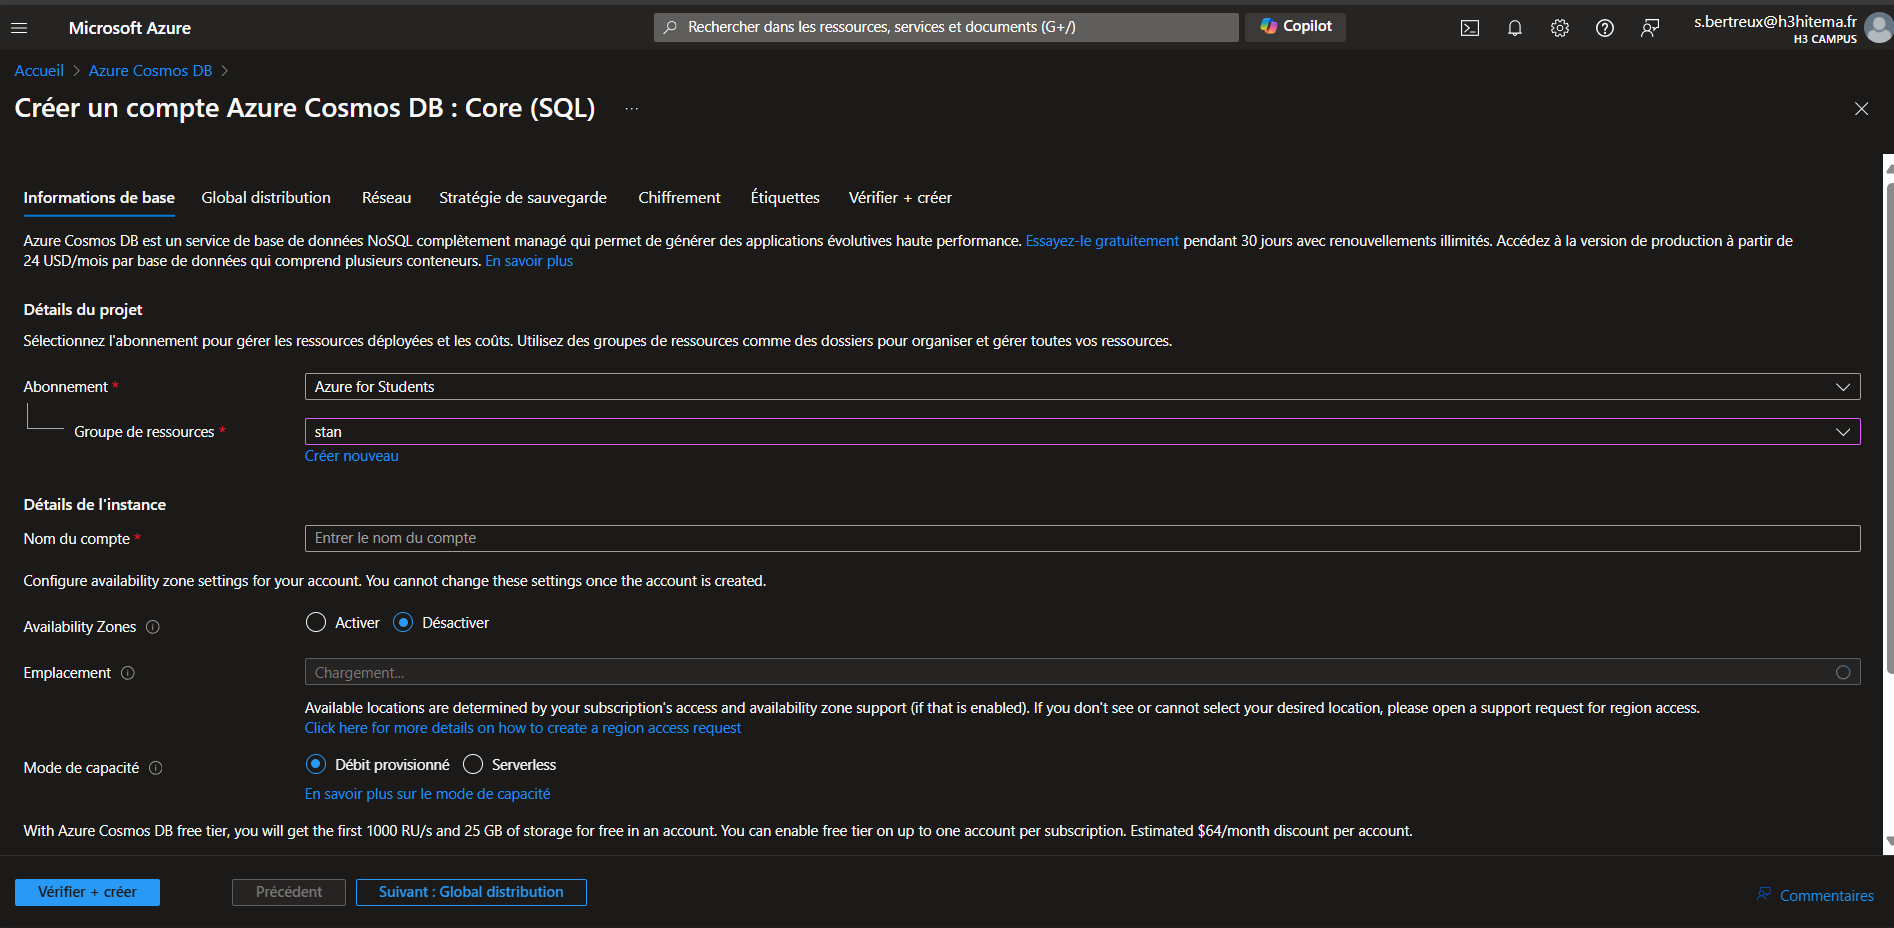 Microsoft Azure
Rechercher dans les ressources, services et documents (G+/)
Copilot
s.bertreux@h3hitema.fr
H3 CAMPUS
Accueil > Azure Cosmos DB >
Créer un compte Azure Cosmos DB : Core (SQL) ...
Informations de base Global distribution Réseau Stratégie de sauvegarde Chiffrement Étiquettes Vérifier + créer
Azure Cosmos DB est un service de base de données NoSQL complètement managé qui permet de générer des applications évolutives haute performance. Essayez-le gratuitement pendant 30 jours avec renouvellements illimités. Accédez à la version de production à partir de
24 USD/mois par base de données qui comprend plusieurs conteneurs. En savoir plus
Détails du projet
Sélectionnez l'abonnement pour gérer les ressources déployées et les coûts. Utilisez des groupes de ressources comme des dossiers pour organiser et gérer toutes vos ressources.
Abonnement * Azure for Students
Groupe de ressources * stan
Créer nouveau
Détails de l'instance
Nom du compte * Entrer le nom du compte
Configure availability zone settings for your account. You cannot change these settings once the account is created.
Availability Zones Activer Désactiver
Emplacement Chargement...
Available locations are determined by your subscription's access and availability zone support (if that is enabled). If you don't see or cannot select your desired location, please open a support request for region access.
Click here for more details on how to create a region access request
Mode de capacité Débit provisionné Serverless
En savoir plus sur le mode de capacité
With Azure Cosmos DB free tier, you will get the first 1000 RU/s and 25 GB of storage for free in an account. You can enable free tier on up to one account per subscription. Estimated $64/month discount per account.
Vérifier + créer Précédent Suivant : Global distribution Commentaires